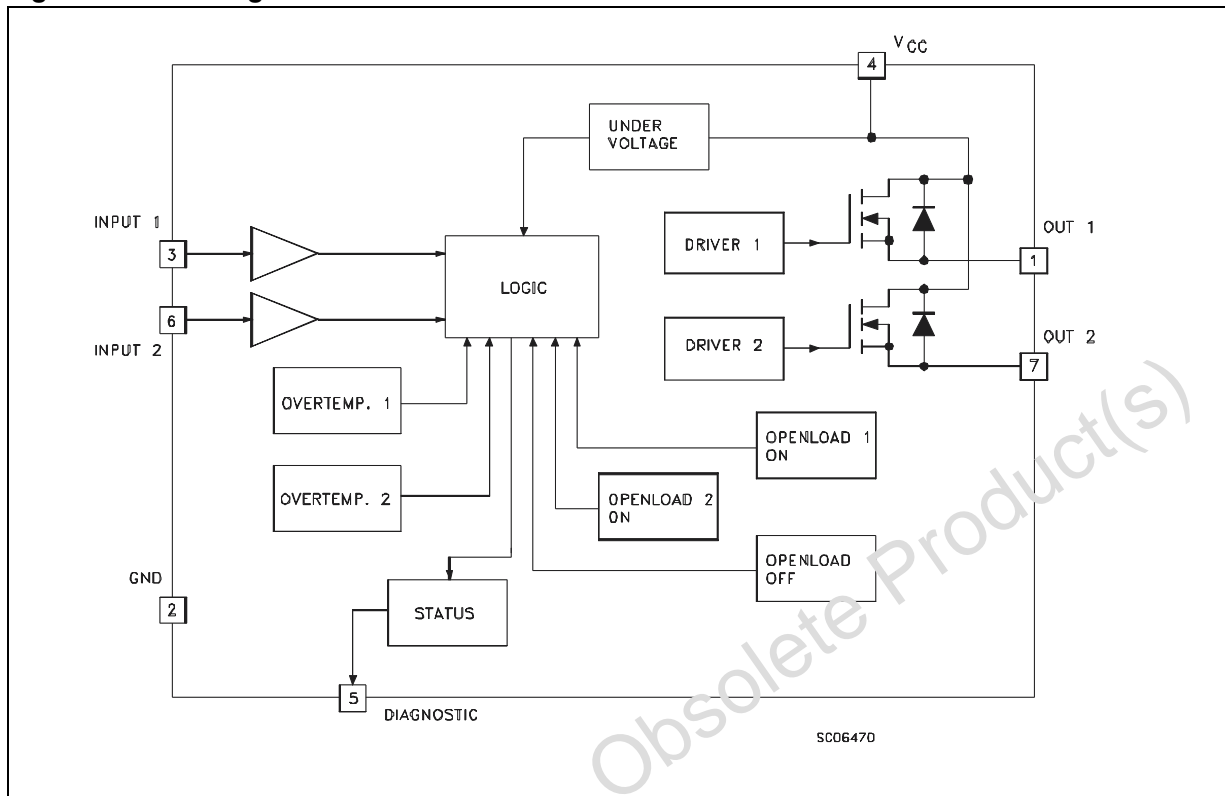 V CC
4
UNDER
VOLTAGE
INPUT 1
3
DRIVER 1
OUT 1
1
LOGIC
6
INPUT 2
DRIVER 2
OUT 2
7
OVERTEMP. 1
OPENLOAD 1
ON
OVERTEMP. 2
OPENLOAD 2
ON
OPENLOAD
OFF
GND
2
STATUS
5
DIAGNOSTIC
SC06470
Obsolete Product(s)